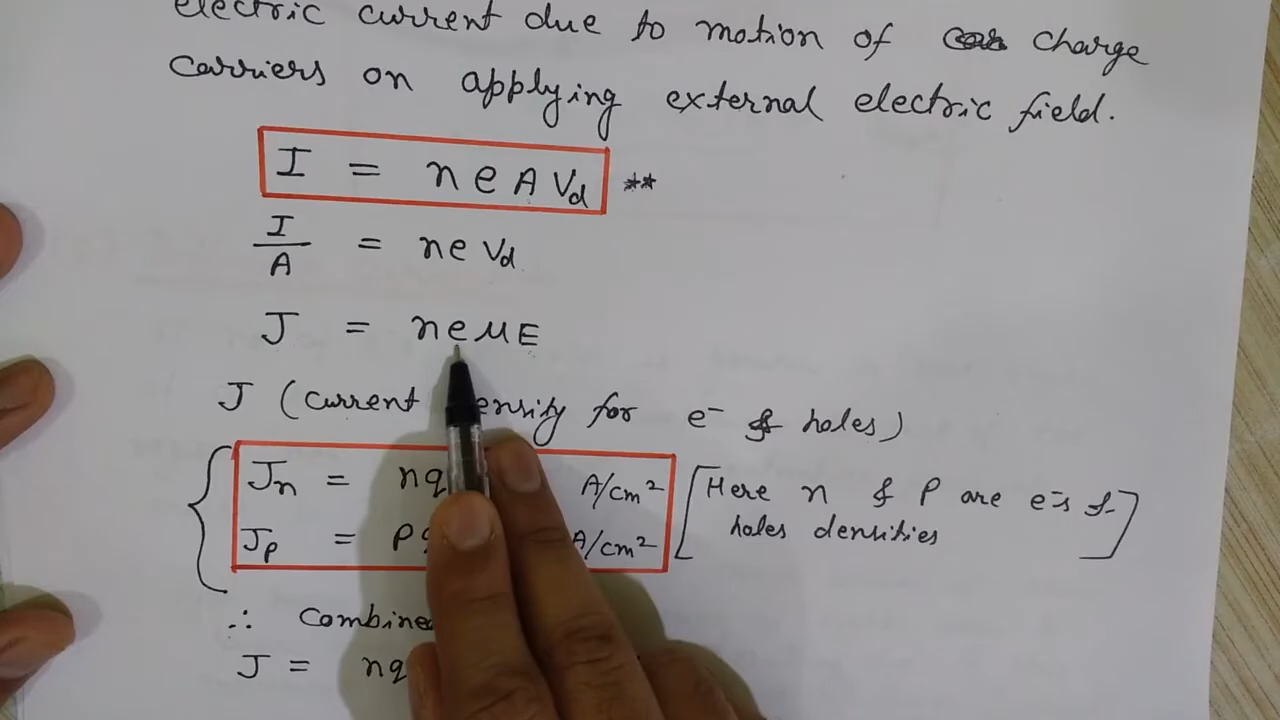 electric current due to motion of charge
carriers on applying external electric field.
I = neAVd **
I/A = neVd
J = neμE
J (current density for e⁻ & holes)
Jn = nq A/cm²
Jp = pq A/cm²
[Here n & p are e⁻s & holes densities]
∴ Combined
J = nq